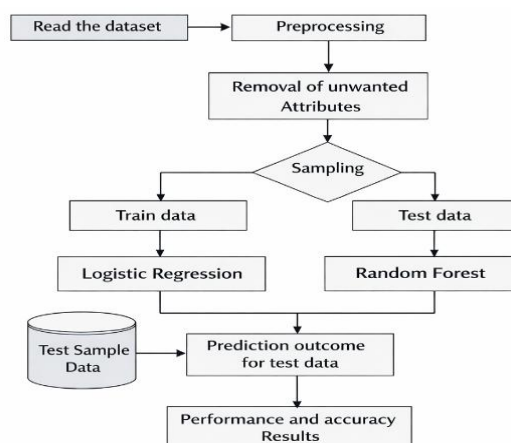 Read the dataset
Preprocessing
Removal of unwanted
Attributes
Sampling
Train data
Test data
Logistic Regression
Random Forest
Test Sample
Data
Prediction outcome
for test data
Performance and accuracy
Results